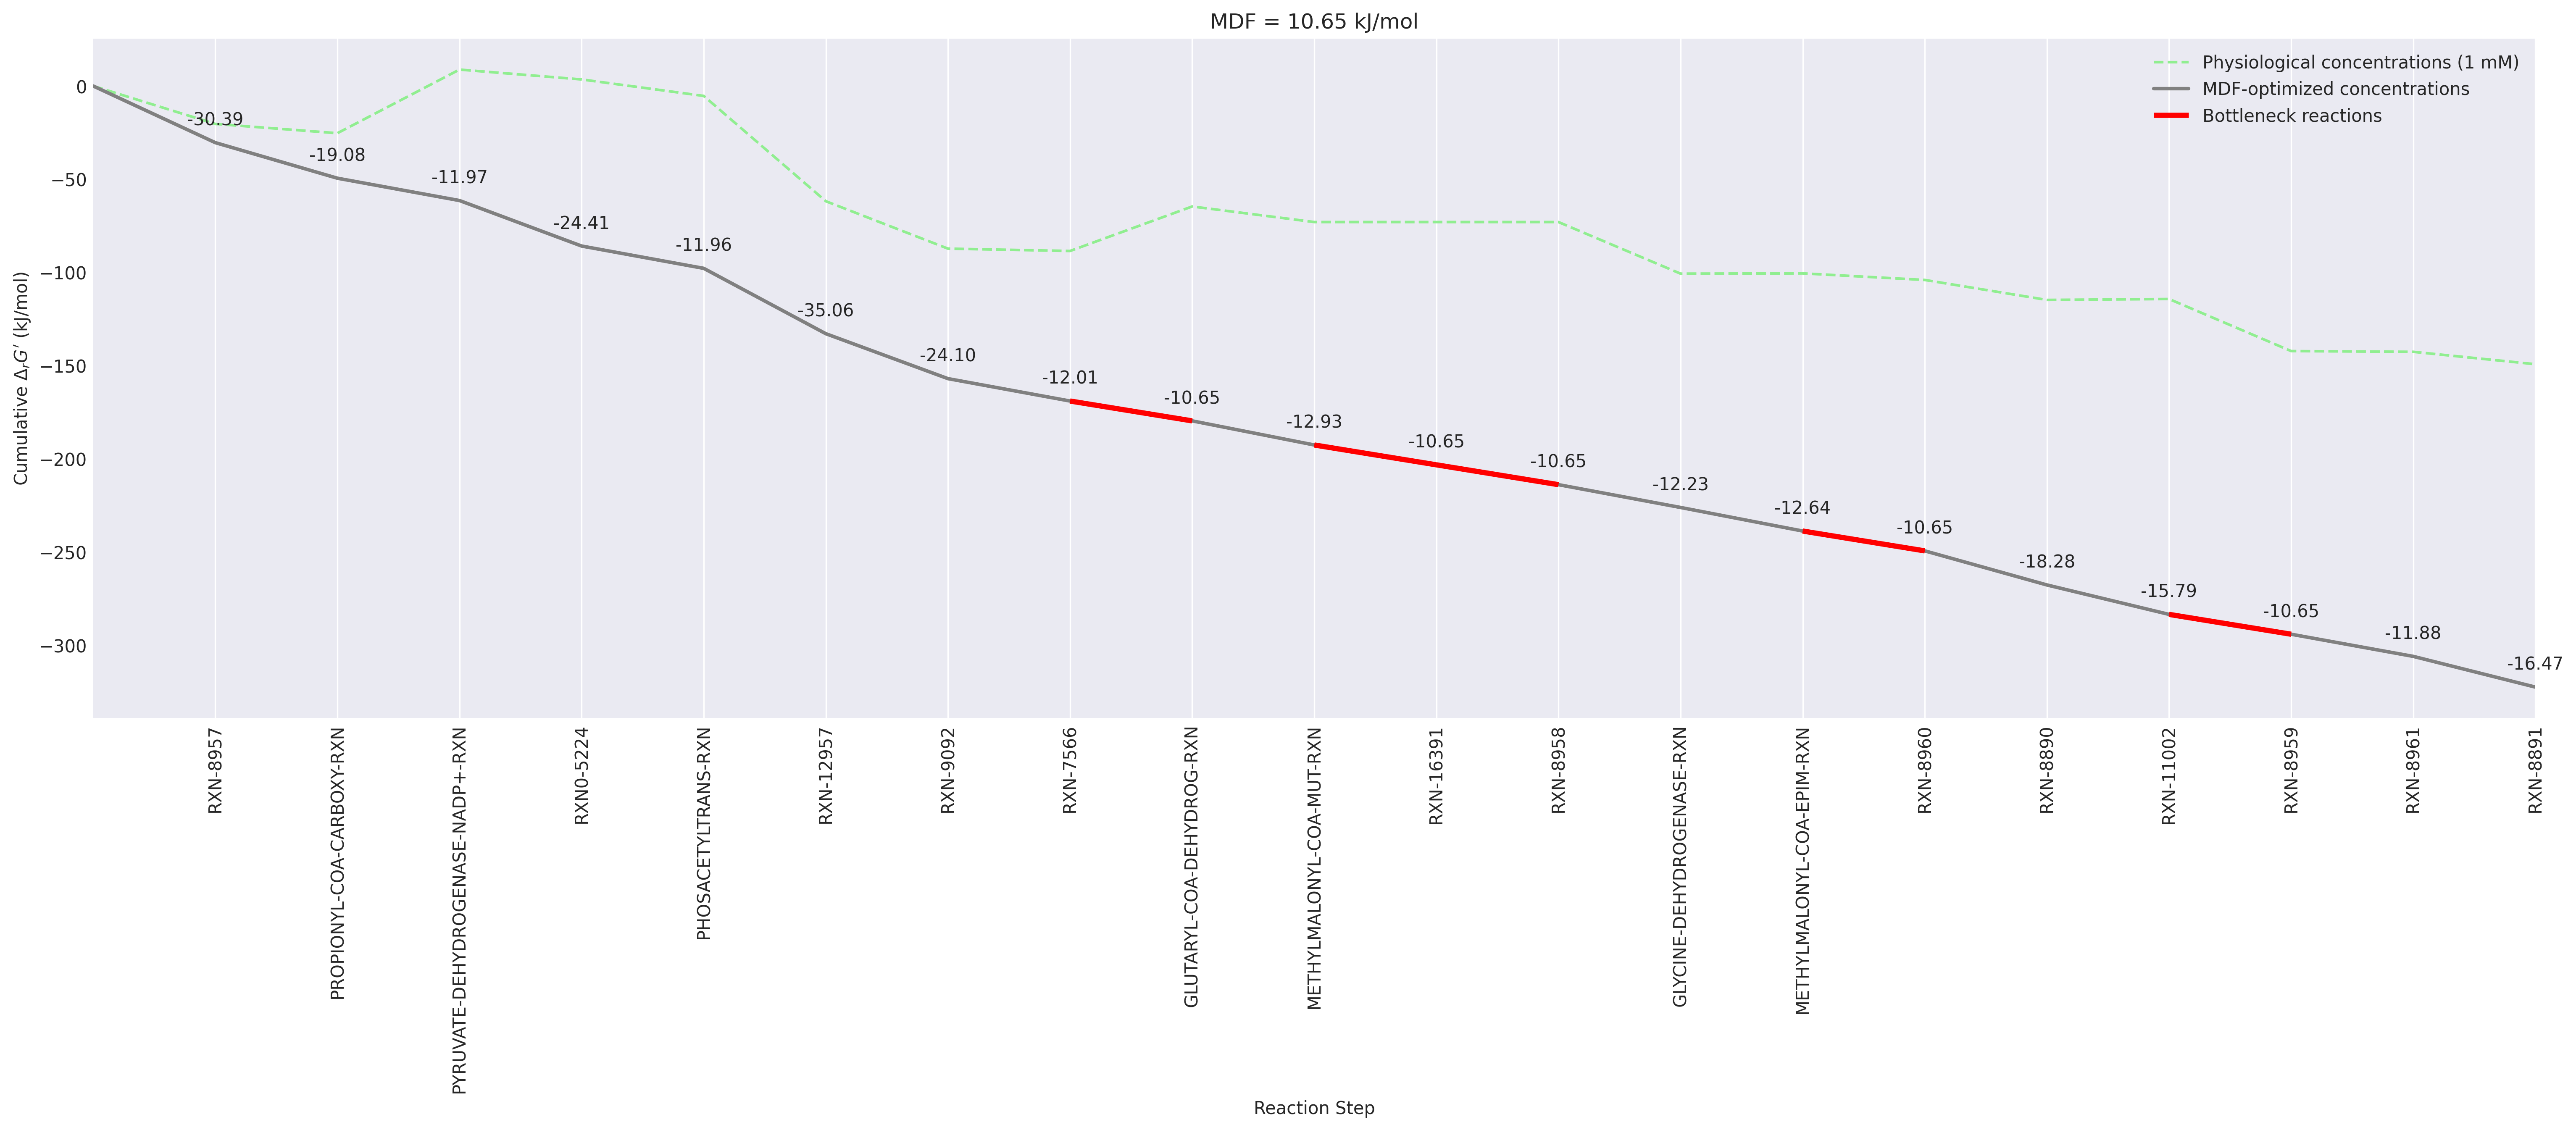 MDF = 10.65 kJ/mol
Physiological concentrations (1 mM)
MDF-optimized concentrations
Bottleneck reactions
Cumulative ΔrG′ (kJ/mol)
0
−50
−100
−150
−200
−250
−300
-30.39
-19.08
-11.97
-24.41
-11.96
-35.06
-24.10
-12.01
-10.65
-12.93
-10.65
-10.65
-12.23
-12.64
-10.65
-18.28
-15.79
-10.65
-11.88
-16.47
RXN-8957
PROPIONYL-COA-CARBOXY-RXN
PYRUVATE-DEHYDROGENASE-NADP+-RXN
RXN0-5224
PHOSACETYLTRANS-RXN
RXN-12957
RXN-9092
RXN-7566
GLUTARYL-COA-DEHYDROG-RXN
METHYLMALONYL-COA-MUT-RXN
RXN-16391
RXN-8958
GLYCINE-DEHYDROGENASE-RXN
METHYLMALONYL-COA-EPIM-RXN
RXN-8960
RXN-8890
RXN-11002
RXN-8959
RXN-8961
RXN-8891
Reaction Step